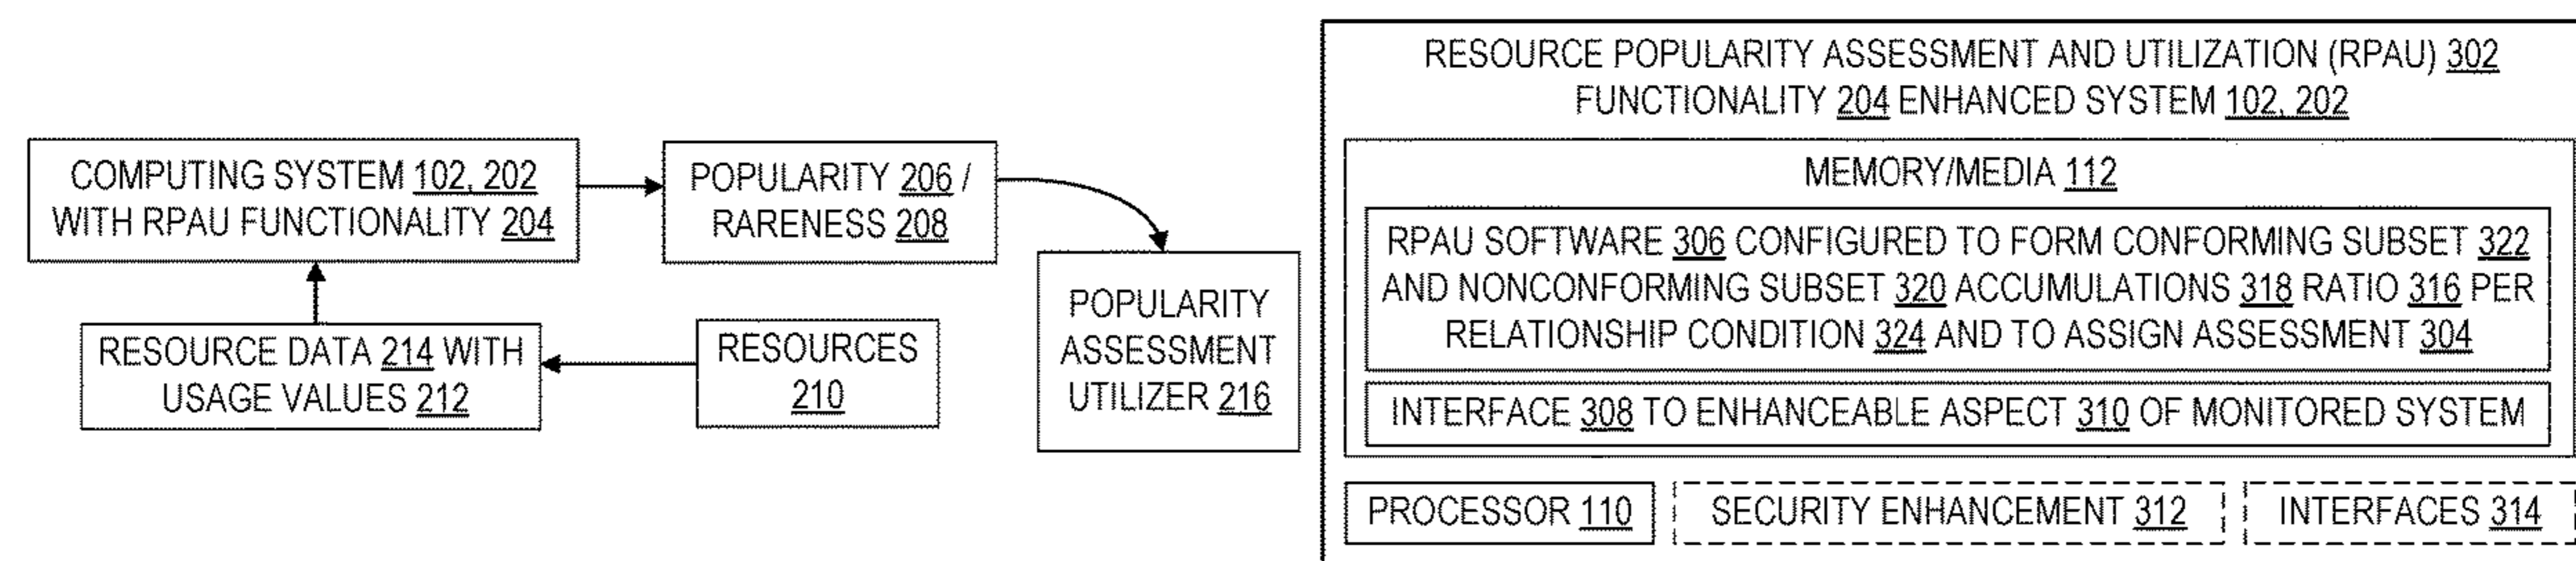 COMPUTING SYSTEM 102, 202
WITH RPAU FUNCTIONALITY 204
POPULARITY 206 /
RARENESS 208
POPULARITY
ASSESSMENT
UTILIZER 216
RESOURCE DATA 214 WITH
USAGE VALUES 212
RESOURCES
210
RESOURCE POPULARITY ASSESSMENT AND UTILIZATION (RPAU) 302
FUNCTIONALITY 204 ENHANCED SYSTEM 102, 202
MEMORY/MEDIA 112
RPAU SOFTWARE 306 CONFIGURED TO FORM CONFORMING SUBSET 322
AND NONCONFORMING SUBSET 320 ACCUMULATIONS 318 RATIO 316 PER
RELATIONSHIP CONDITION 324 AND TO ASSIGN ASSESSMENT 304
INTERFACE 308 TO ENHANCEABLE ASPECT 310 OF MONITORED SYSTEM
PROCESSOR 110
SECURITY ENHANCEMENT 312
INTERFACES 314